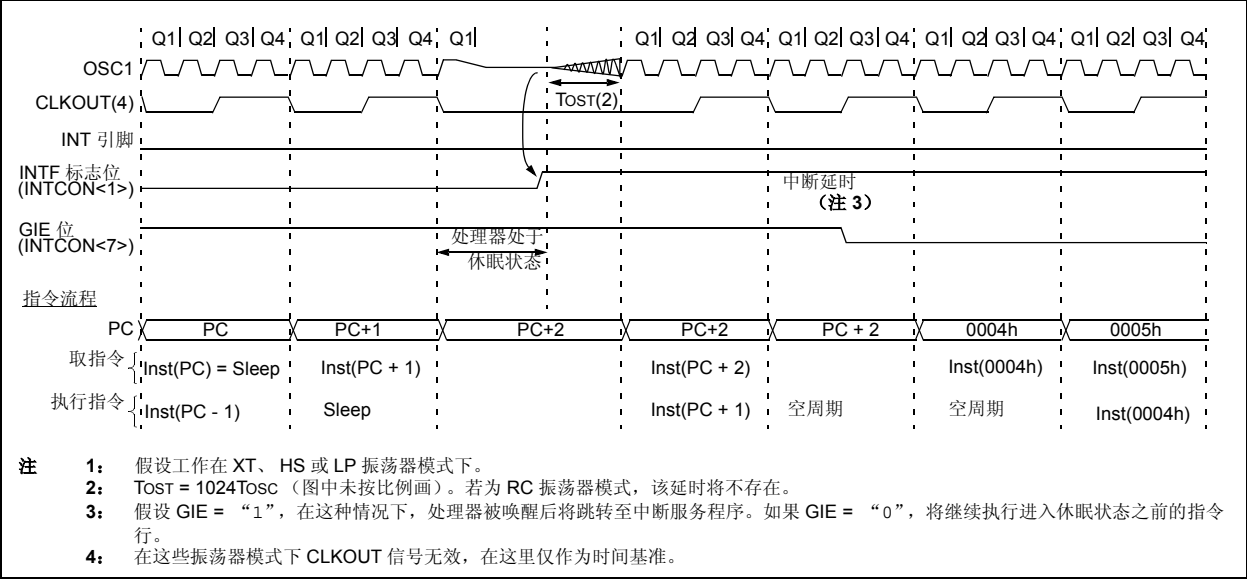 Q1 Q2 Q3 Q4 Q1 Q2 Q3 Q4 Q1 Q1 Q2 Q3 Q4 Q1 Q2 Q3 Q4 Q1 Q2 Q3 Q4 Q1 Q2 Q3 Q4
OSC1
CLKOUT(4)
TOST(2)
INT 引脚
INTF 标志位
(INTCON<1>)
中断延时
（注 3）
GIE 位
(INTCON<7>)
处理器处于
休眠状态
指令流程
PC PC PC+1 PC+2 PC+2 PC + 2 0004h 0005h
取指令 Inst(PC) = Sleep Inst(PC + 1) Inst(PC + 2) Inst(0004h) Inst(0005h)
执行指令 Inst(PC - 1) Sleep Inst(PC + 1) 空周期 空周期 Inst(0004h)
注 1： 假设工作在 XT、 HS 或 LP 振荡器模式下。
2： TOST = 1024TOSC （图中未按比例画）。若为 RC 振荡器模式，该延时将不存在。
3： 假设 GIE = “1”，在这种情况下，处理器被唤醒后将跳转至中断服务程序。如果 GIE = “0”，将继续执行进入休眠状态之前的指令
行。
4： 在这些振荡器模式下 CLKOUT 信号无效，在这里仅作为时间基准。